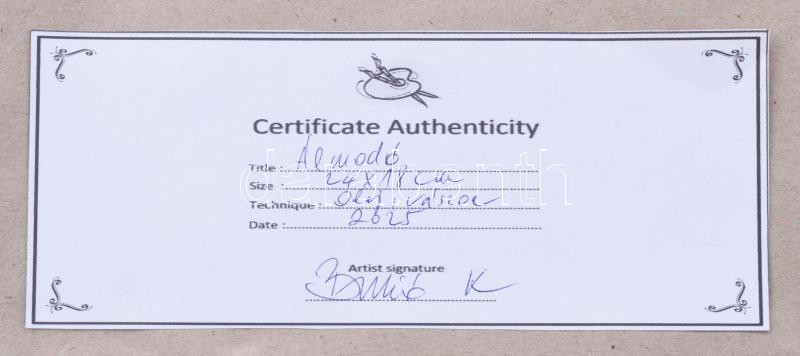 Certificate Authenticity
Title : Álmodó
Size : 24x18 cm
Technique : olaj vászon
Date : 2025
Artist signature
K